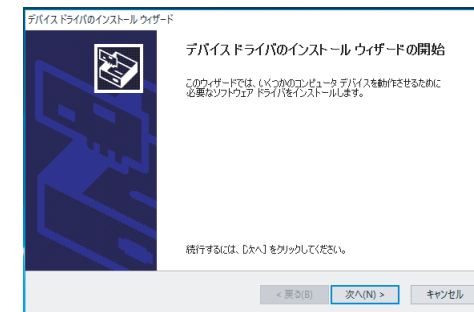 デバイス ドライバのインストール ウィザード
デバイス ドライバのインストール ウィザードの開始
このウィザードでは、いくつかのコンピュータ デバイスを動作させるために
必要なソフトウェア ドライバをインストールします。
続行するには、[次へ] をクリックしてください。
< 戻る(B)
次へ(N) >
キャンセル